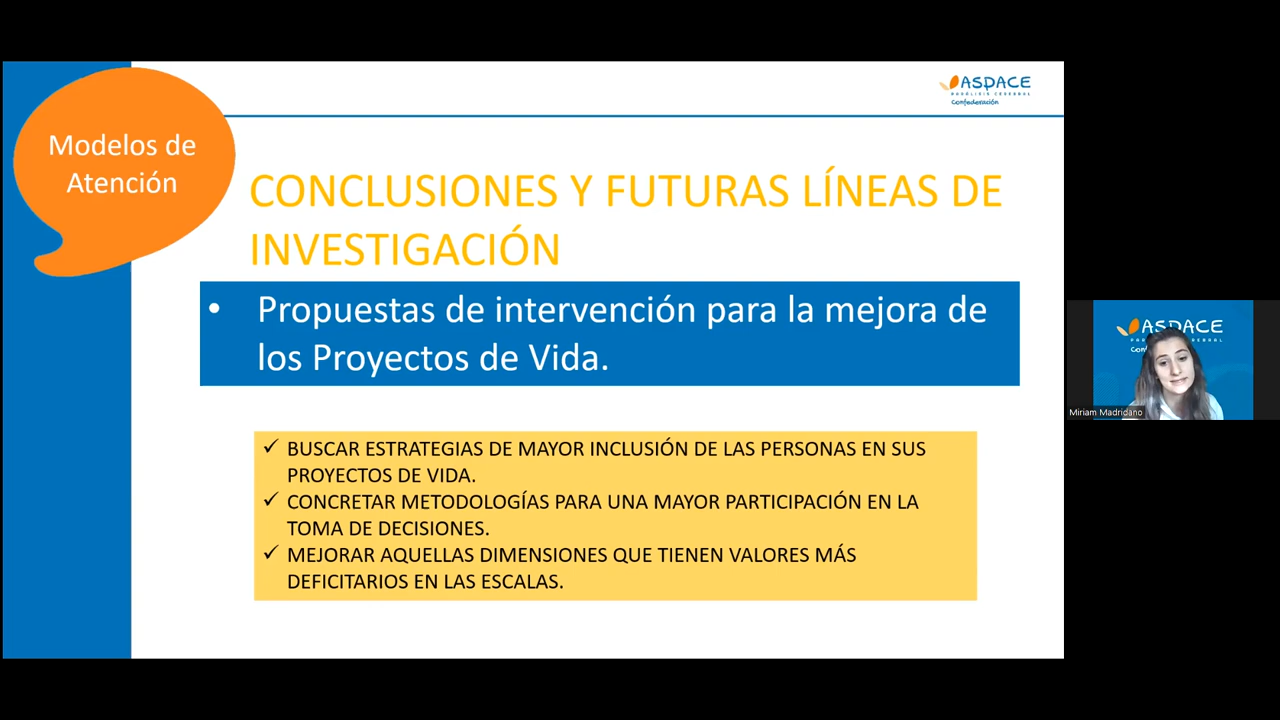 ASPACE
PARÁLISIS CEREBRAL
Confederación
Modelos de
Atención
CONCLUSIONES Y FUTURAS LÍNEAS DE
INVESTIGACIÓN
• Propuestas de intervención para la mejora de
los Proyectos de Vida.
✓ BUSCAR ESTRATEGIAS DE MAYOR INCLUSIÓN DE LAS PERSONAS EN SUS
PROYECTOS DE VIDA.
✓ CONCRETAR METODOLOGÍAS PARA UNA MAYOR PARTICIPACIÓN EN LA
TOMA DE DECISIONES.
✓ MEJORAR AQUELLAS DIMENSIONES QUE TIENEN VALORES MÁS
DEFICITARIOS EN LAS ESCALAS.
ASPACE
Miriam Madridano